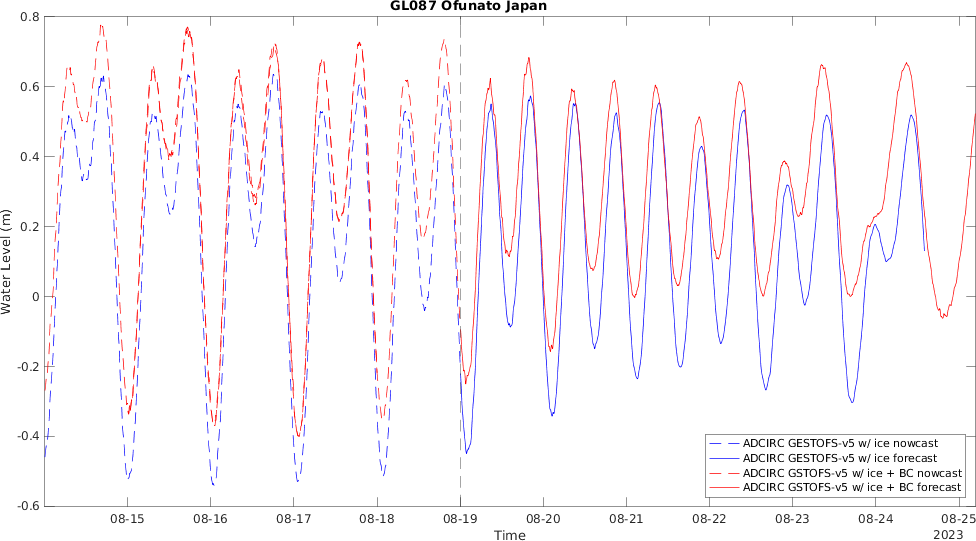 GL087 Ofunato Japan
0.8
0.6
0.4
0.2
0
-0.2
-0.4
-0.6
Water Level (m)
ADCIRC GESTOFS-v5 w/ ice nowcast
ADCIRC GESTOFS-v5 w/ ice forecast
ADCIRC GSTOFS-v5 w/ ice + BC nowcast
ADCIRC GSTOFS-v5 w/ ice + BC forecast
08-15 08-16 08-17 08-18 08-19 08-20 08-21 08-22 08-23 08-24 08-25
Time
2023